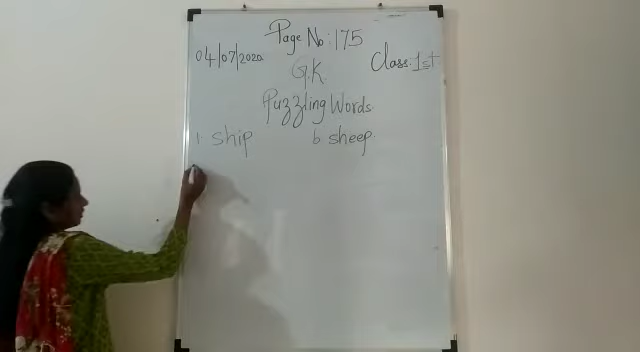 Page No: 175
04/07/2020
Class: 1st
G.K.
Puzzling Words
1 ship 6 sheep.